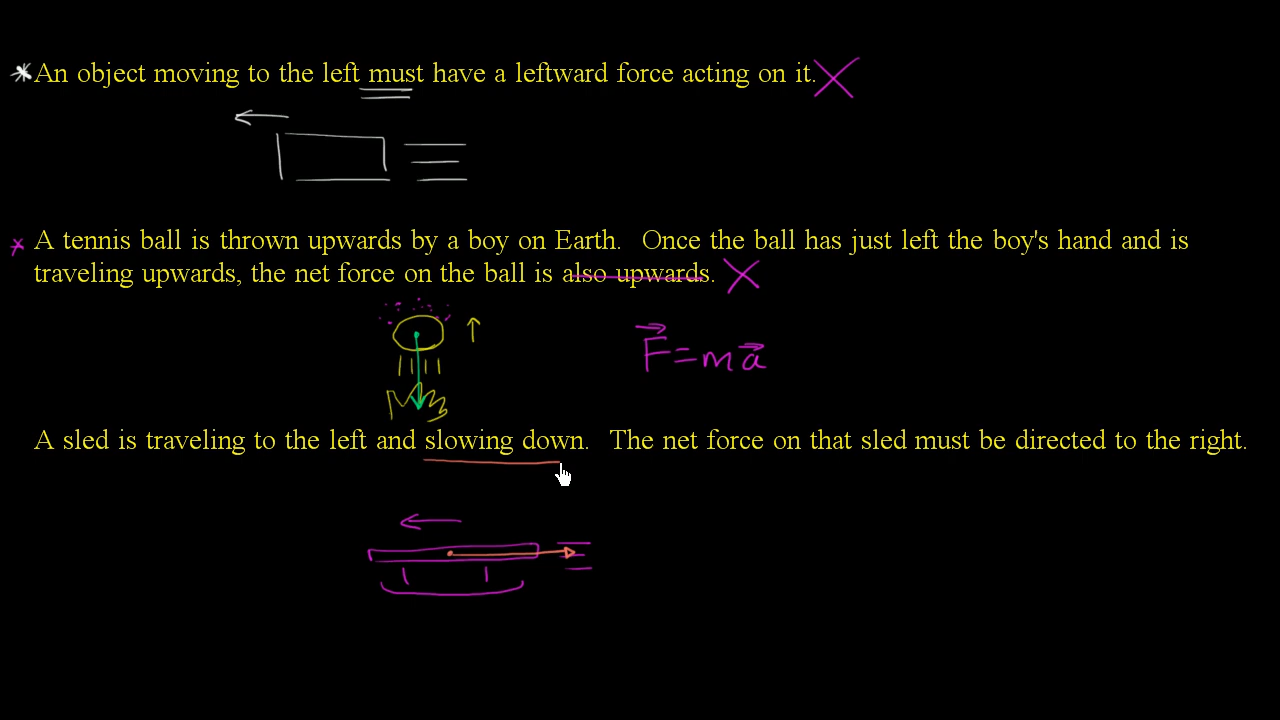 *An object moving to the left must have a leftward force acting on it. X
* A tennis ball is thrown upwards by a boy on Earth. Once the ball has just left the boy's hand and is
traveling upwards, the net force on the ball is also upwards. X
F=ma
A sled is traveling to the left and slowing down. The net force on that sled must be directed to the right.